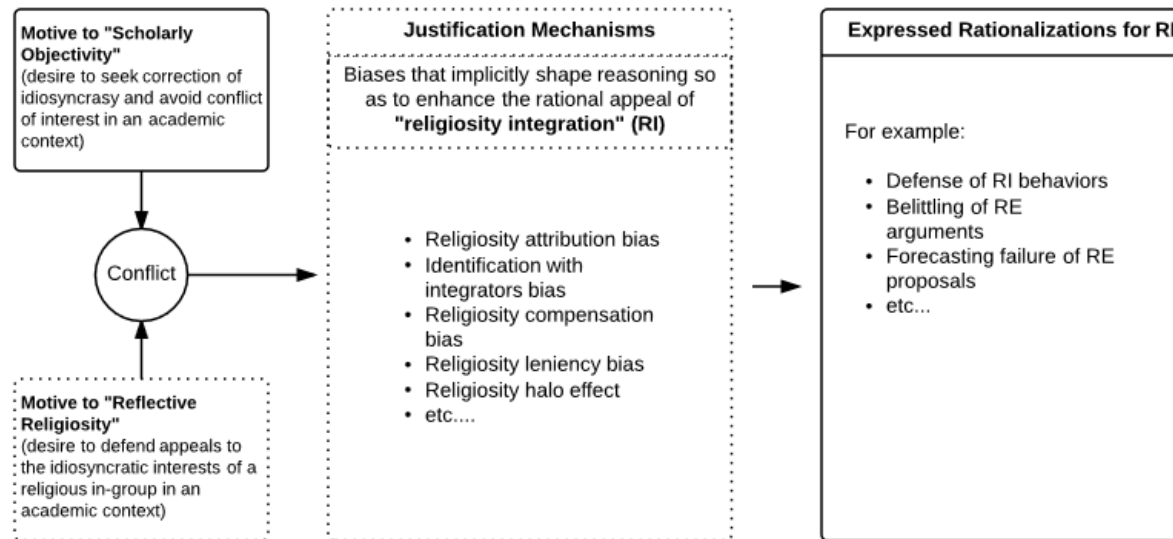 Motive to "Scholarly
Objectivity"
(desire to seek correction of
idiosyncrasy and avoid conflict
of interest in an academic
context)
Conflict
Motive to "Reflective
Religiosity"
(desire to defend appeals to
the idiosyncratic interests of a
religious in-group in an
academic context)
Justification Mechanisms
Biases that implicitly shape reasoning so
as to enhance the rational appeal of
"religiosity integration" (RI)
• Religiosity attribution bias
• Identification with
integrators bias
• Religiosity compensation
bias
• Religiosity leniency bias
• Religiosity halo effect
• etc....
Expressed Rationalizations for RI
For example:
• Defense of RI behaviors
• Belittling of RE
arguments
• Forecasting failure of RE
proposals
• etc...